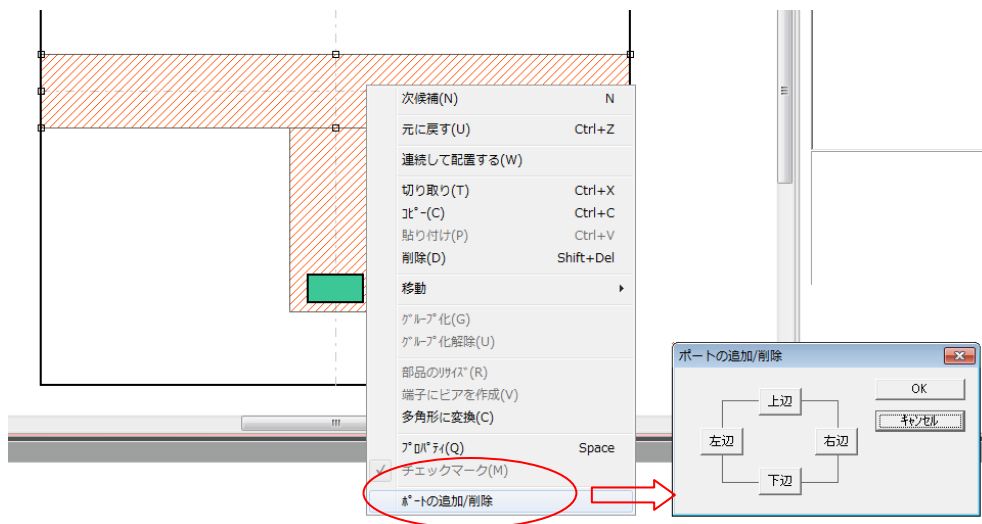 次候補(N) N
元に戻す(U) Ctrl+Z
連続して配置する(W)
切り取り(T) Ctrl+X
ｺﾋﾟｰ(C) Ctrl+C
貼り付け(P) Ctrl+V
削除(D) Shift+Del
移動
ｸﾞﾙｰﾌﾟ化(G)
ｸﾞﾙｰﾌﾟ化解除(U)
部品のﾘｻｲｽﾞ(R)
端子にビアを作成(V)
多角形に変換(C)
ﾌﾟﾛﾊﾟﾃｨ(Q) Space
チェックマーク(M)
ﾎﾟｰﾄの追加/削除
ポートの追加/削除
上辺
左辺
右辺
下辺
OK
ｷｬﾝｾﾙ